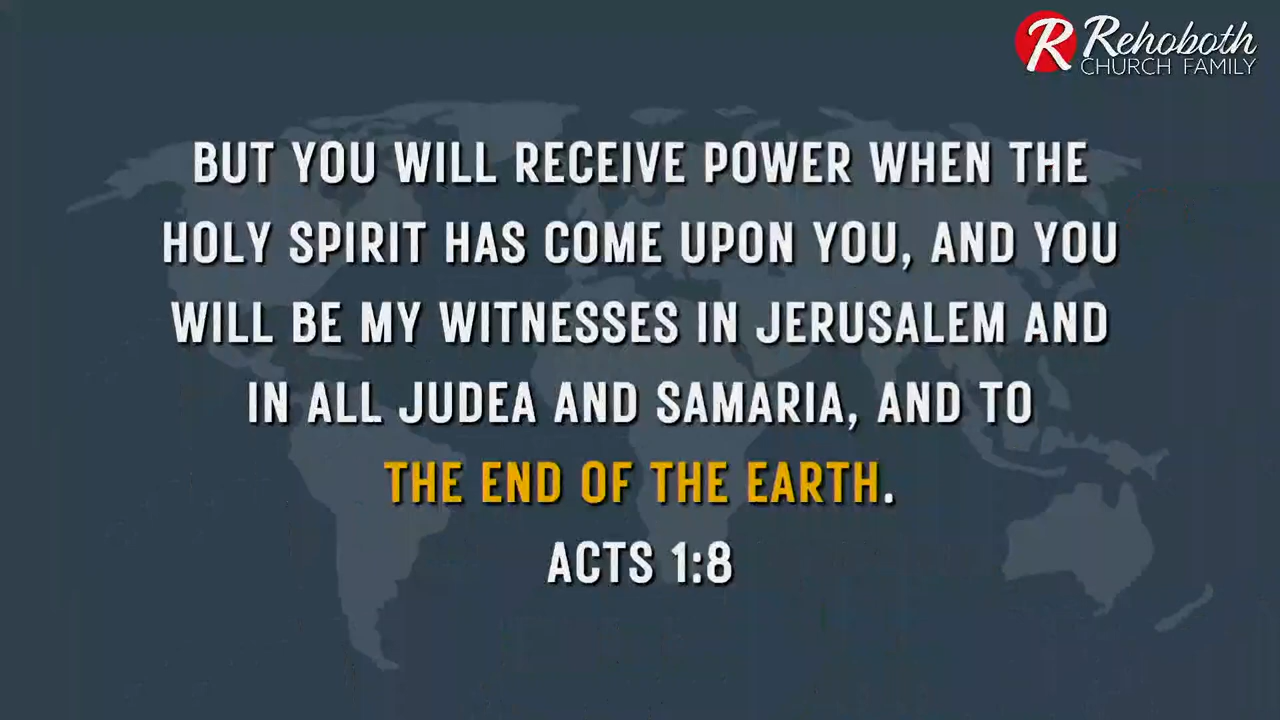 Rehoboth
CHURCH FAMILY
BUT YOU WILL RECEIVE POWER WHEN THE
HOLY SPIRIT HAS COME UPON YOU, AND YOU
WILL BE MY WITNESSES IN JERUSALEM AND
IN ALL JUDEA AND SAMARIA, AND TO
THE END OF THE EARTH.
ACTS 1:8